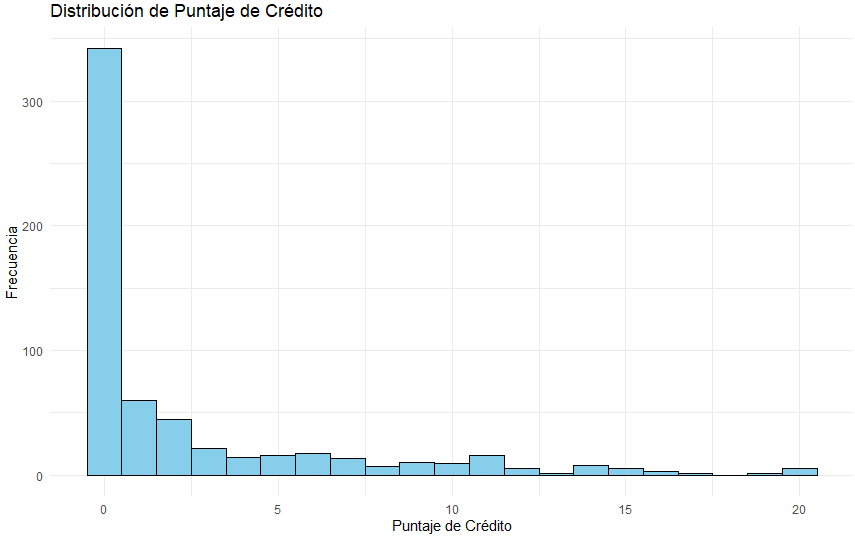 Distribución de Puntaje de Crédito
Frecuencia
300
200
100
0
0 5 10 15 20
Puntaje de Crédito